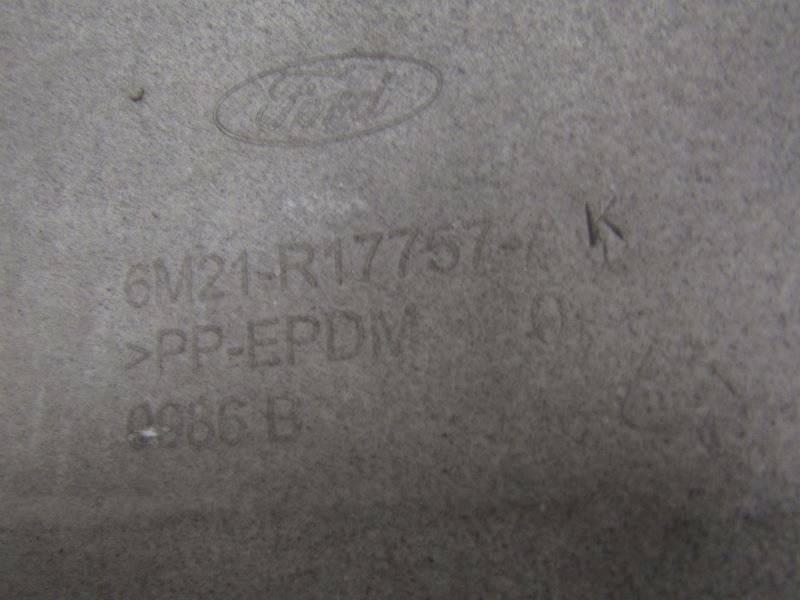 Ford
6M21-R17757-A K
>PP-EPDM
0986 B